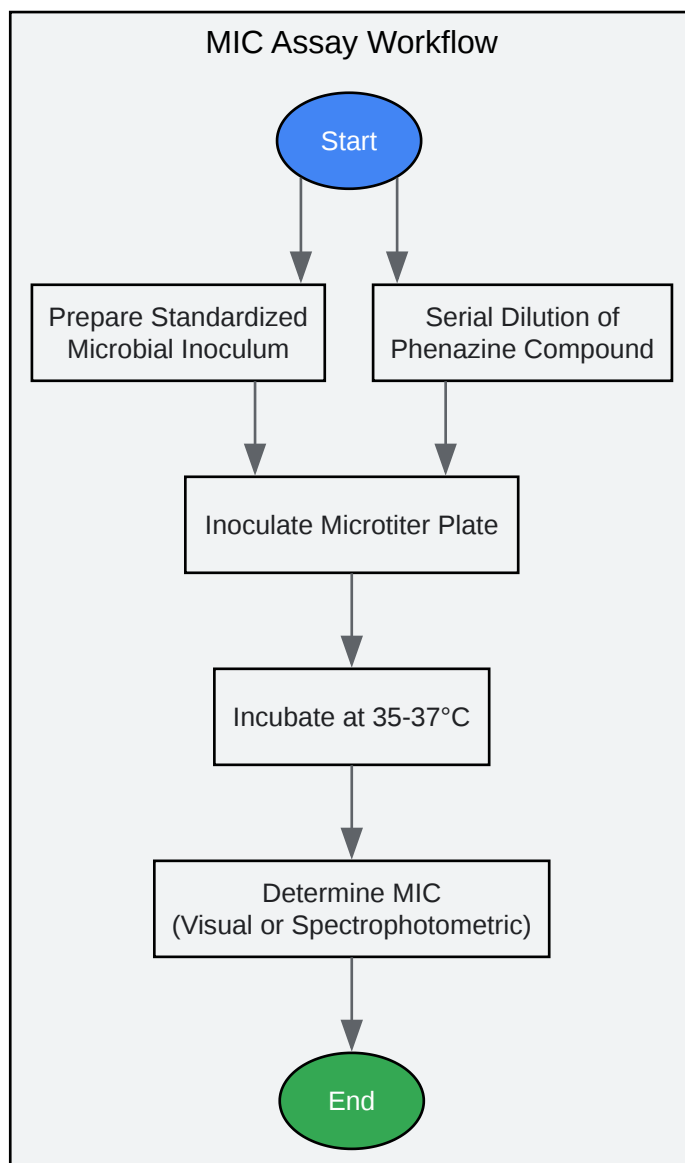 MIC Assay Workflow
Start
Prepare Standardized
Microbial Inoculum
Serial Dilution of
Phenazine Compound
Inoculate Microtiter Plate
Incubate at 35-37°C
Determine MIC
(Visual or Spectrophotometric)
End